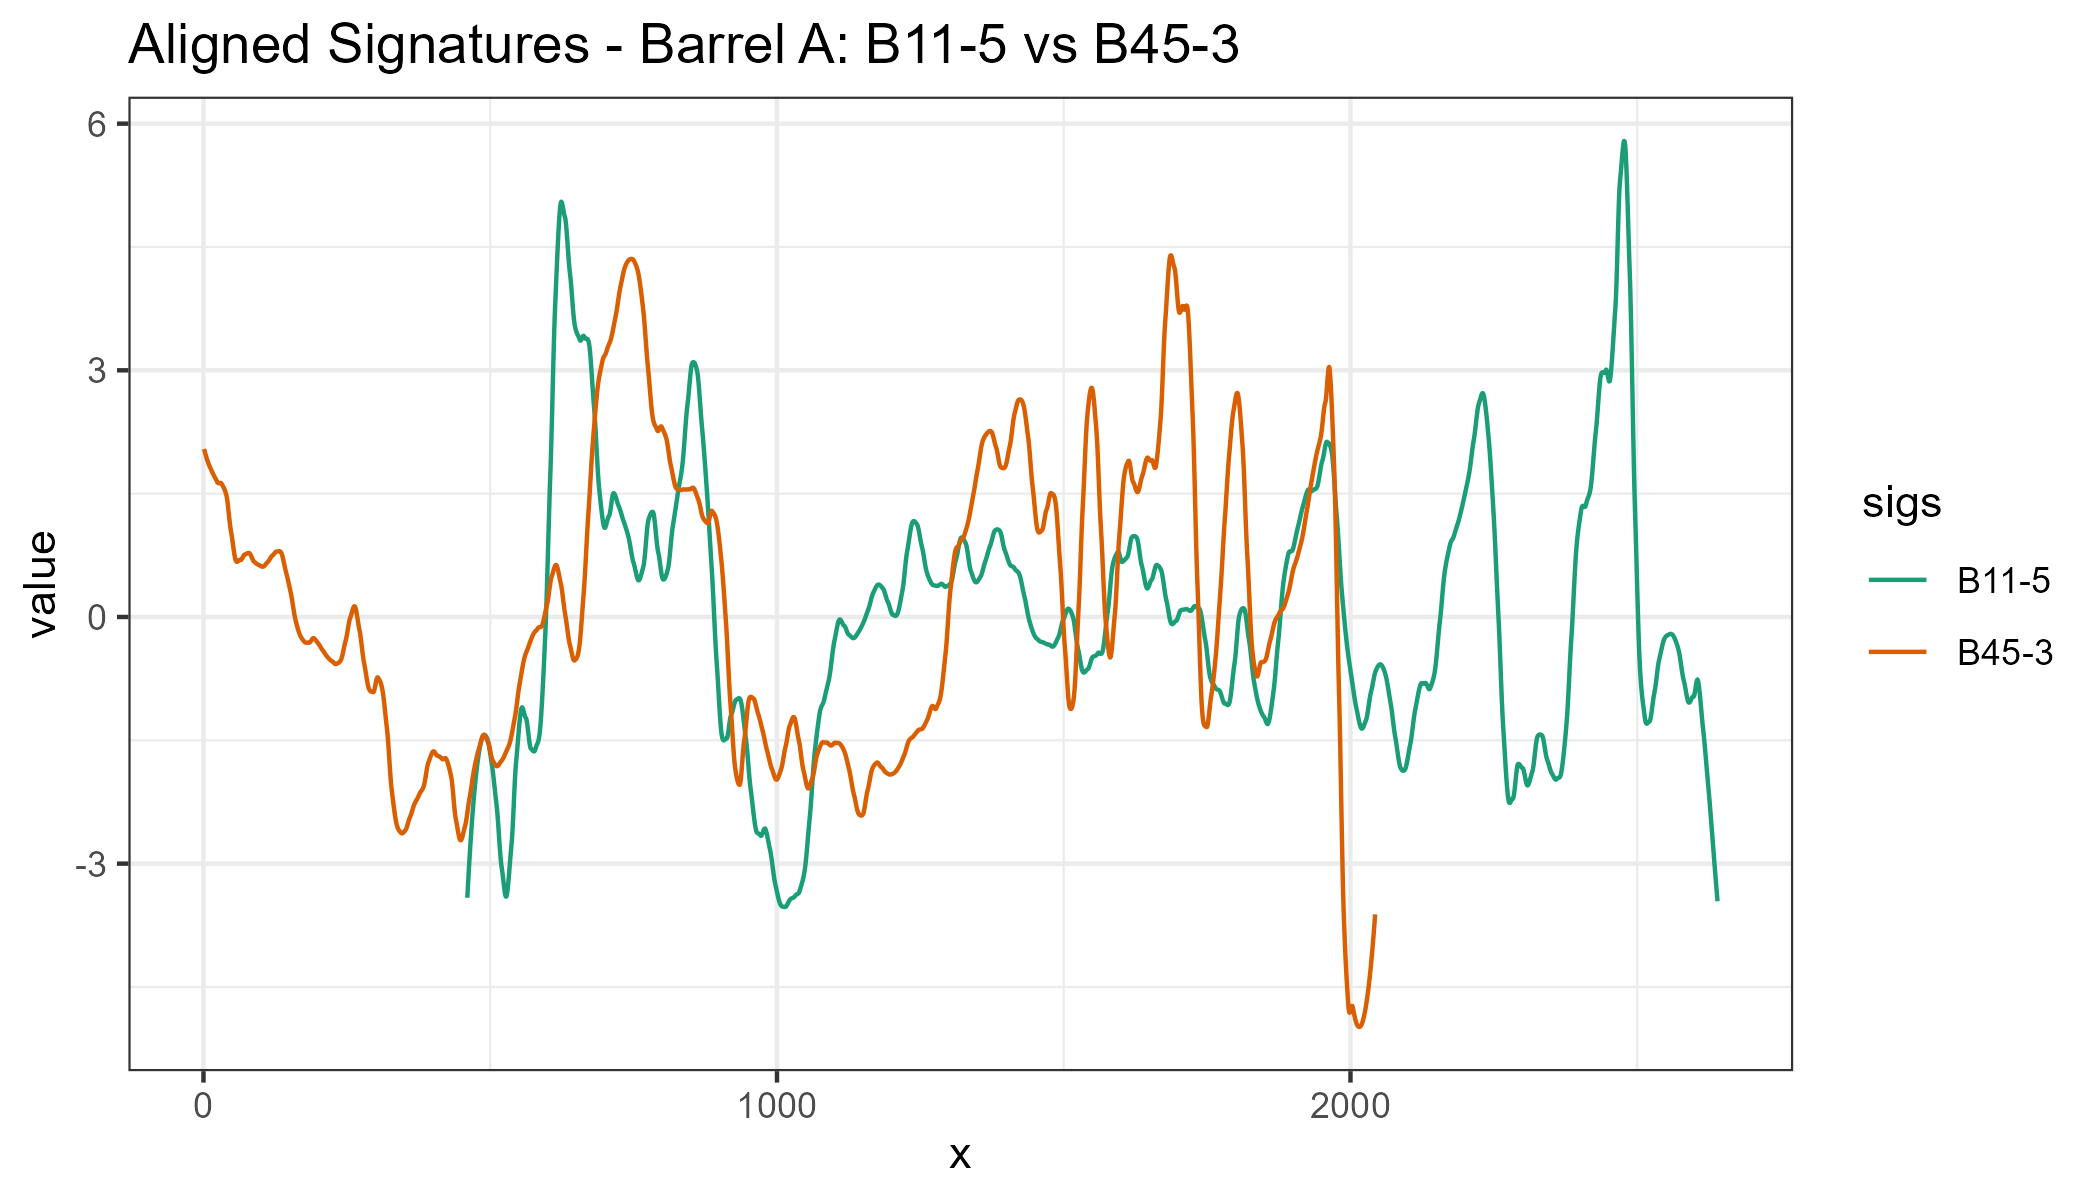 Aligned Signatures - Barrel A: B11-5 vs B45-3
6
3
0
-3
value
0
1000
2000
x
sigs
B11-5
B45-3